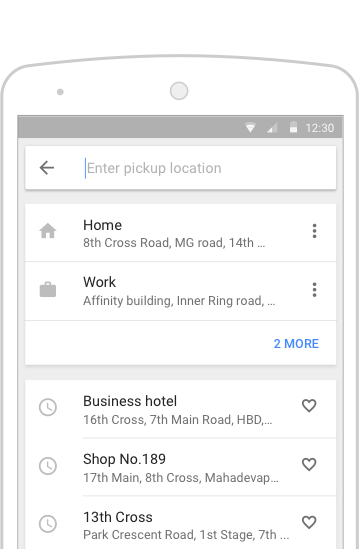 12:30
Enter pickup location
Home
8th Cross Road, MG road, 14th ...
Work
Affinity building, Inner Ring road, ...
2 MORE
Business hotel
16th Cross, 7th Main Road, HBD,...
Shop No.189
17th Main, 8th Cross, Mahadevap...
13th Cross
Park Crescent Road, 1st Stage, 7th ...